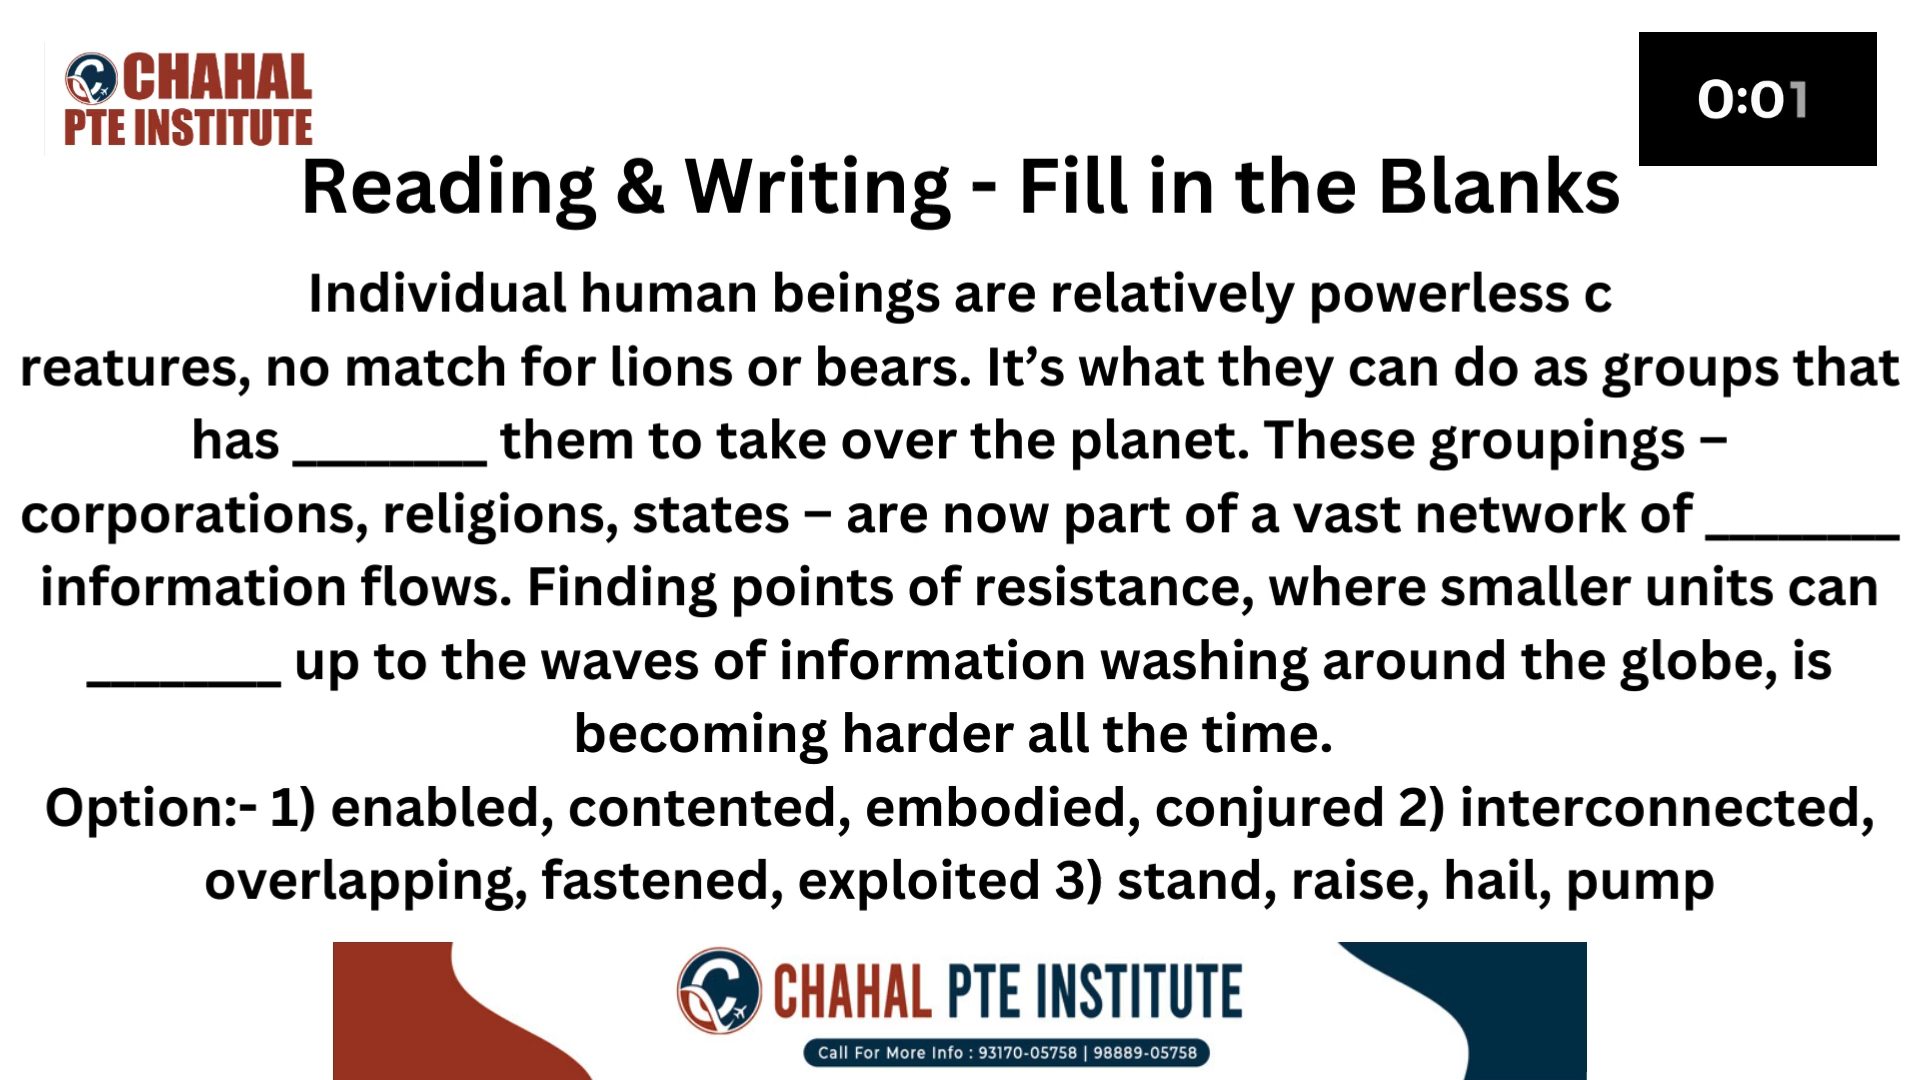 CHAHAL
PTE INSTITUTE
0:01
Reading & Writing - Fill in the Blanks
Individual human beings are relatively powerless c
reatures, no match for lions or bears. It’s what they can do as groups that
has ________ them to take over the planet. These groupings –
corporations, religions, states – are now part of a vast network of ________
information flows. Finding points of resistance, where smaller units can
________ up to the waves of information washing around the globe, is
becoming harder all the time.
Option:- 1) enabled, contented, embodied, conjured 2) interconnected,
overlapping, fastened, exploited 3) stand, raise, hail, pump
CHAHAL PTE INSTITUTE
Call For More Info : 93170-05758 | 98889-05758